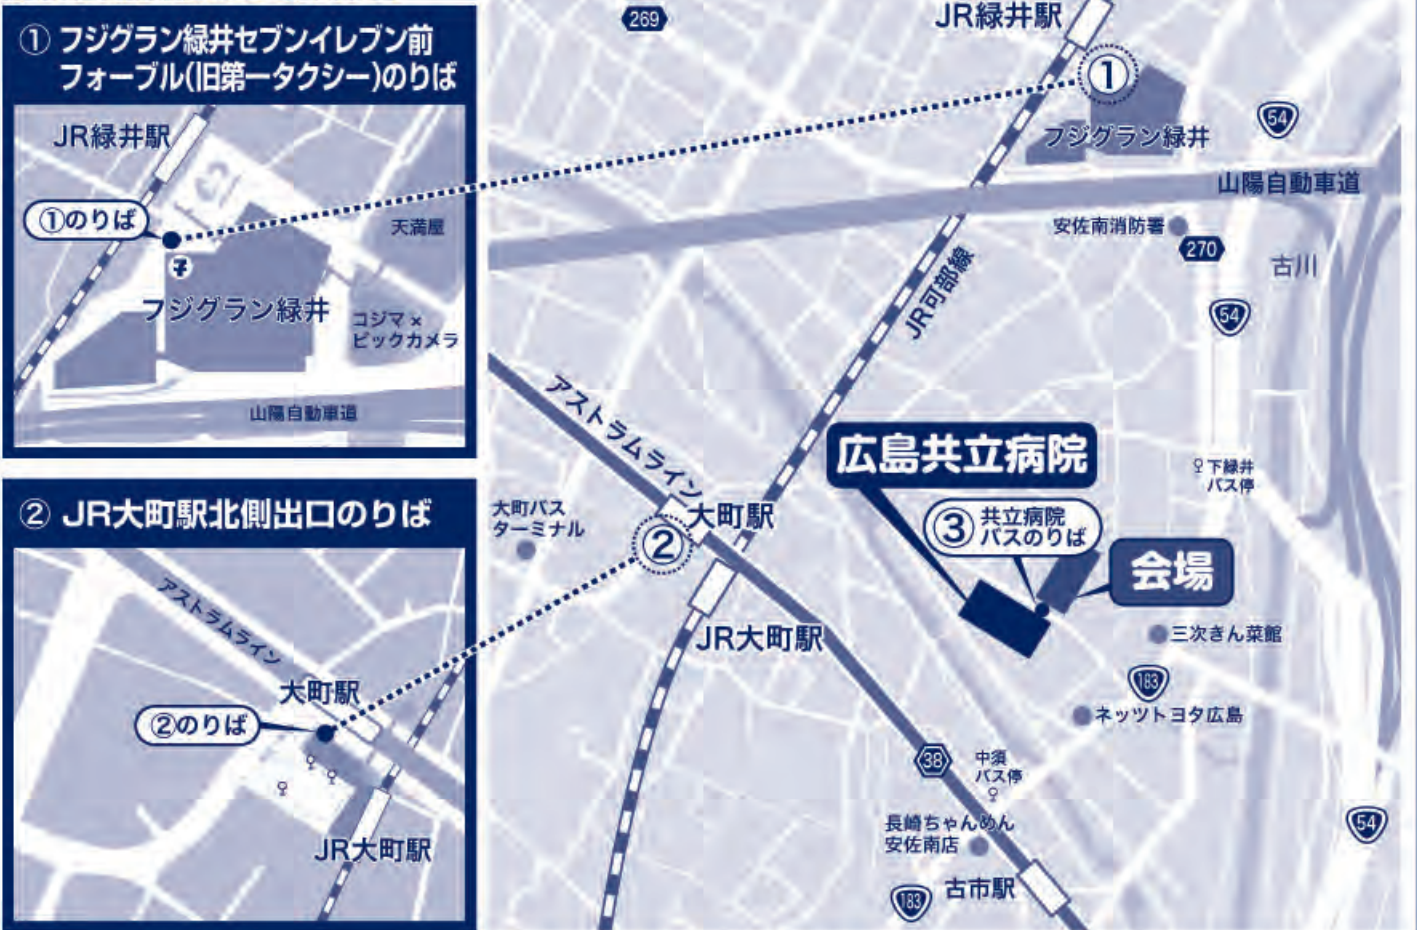 ① フジグラン緑井セブンイレブン前
フォーブル(旧第一タクシー)のりば
JR緑井駅
①のりば
天満屋
フジグラン緑井
コジマ×
ビックカメラ
山陽自動車道
② JR大町駅北側出口のりば
アストラムライン
大町駅
②のりば
JR大町駅
269
JR緑井駅
①
フジグラン緑井
54
山陽自動車道
安佐南消防署
270
古川
54
JR可部線
アストラムライン
広島共立病院
下緑井
バス停
大町バス
ターミナル
大町駅
②
③ 共立病院
バスのりば
会場
JR大町駅
三次きん菜館
183
ネッツトヨタ広島
38
中須
バス停
長崎ちゃんめん
安佐南店
54
古市駅
183